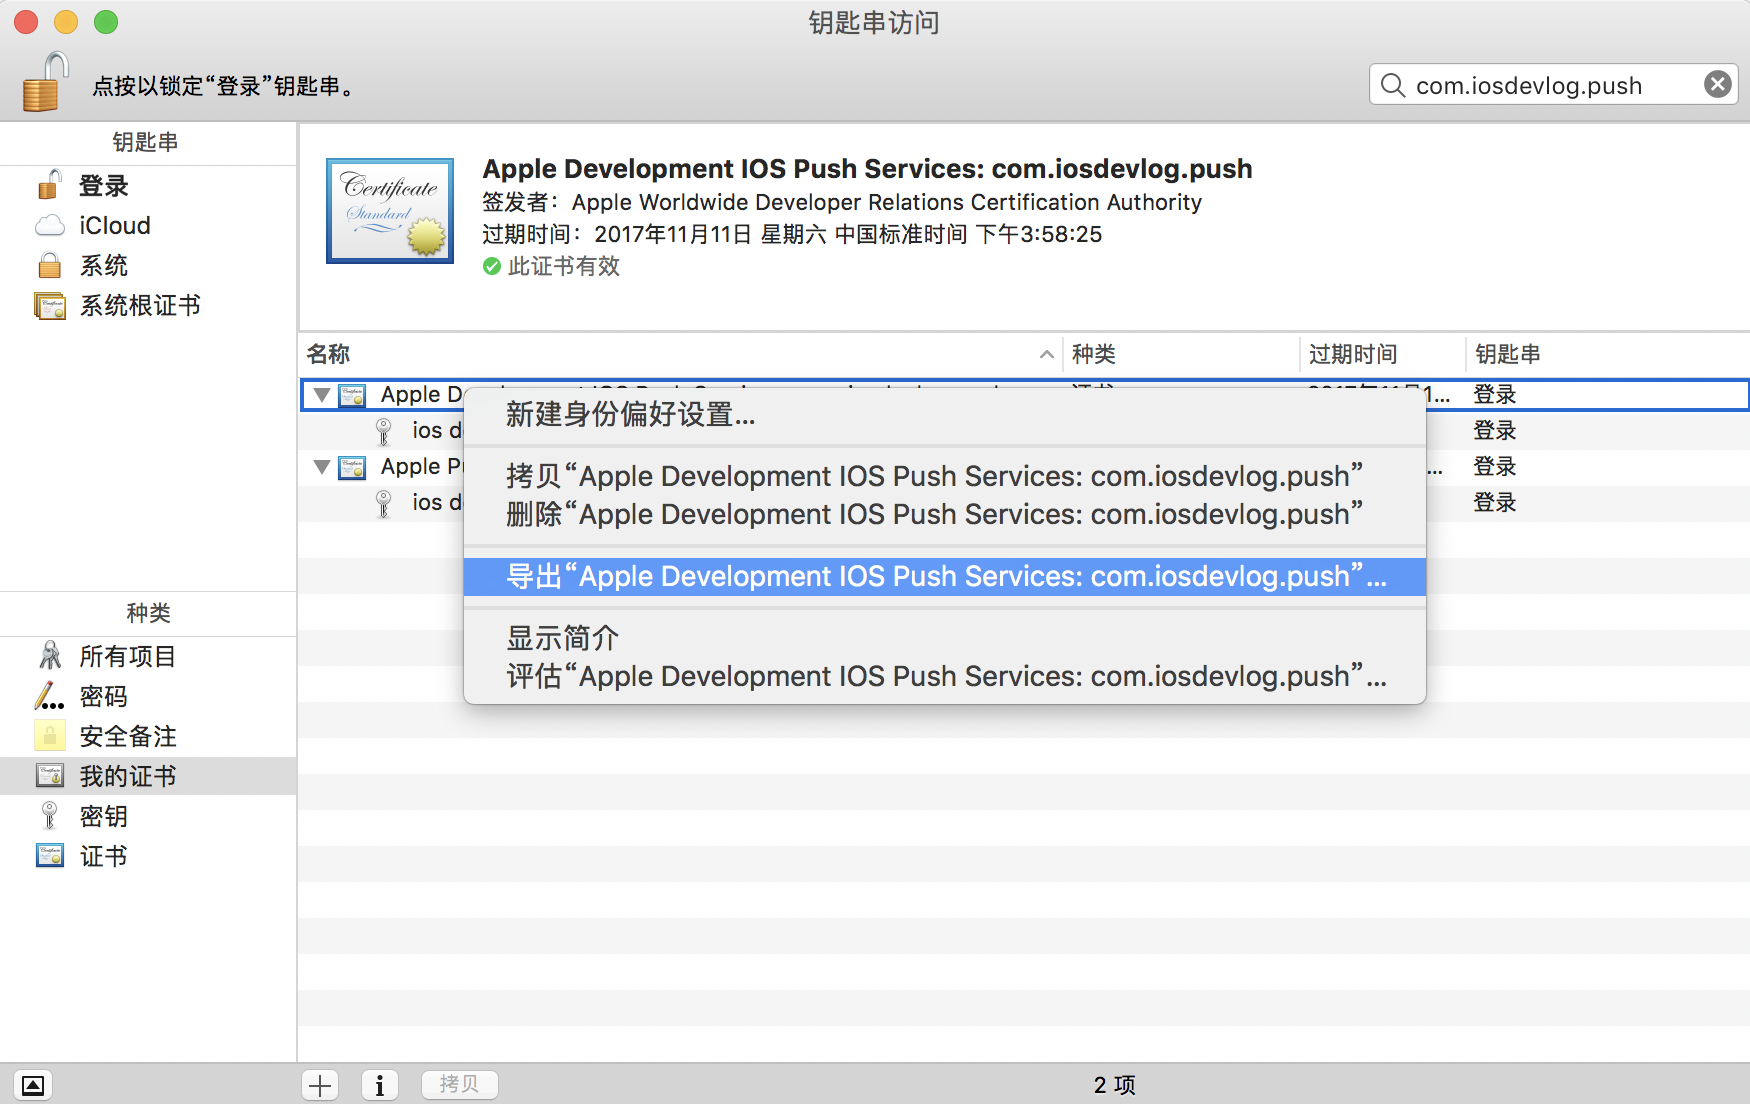 钥匙串访问
点按以锁定“登录”钥匙串。
com.iosdevlog.push
钥匙串
登录
iCloud
系统
系统根证书
Certificate
Standard
Apple Development IOS Push Services: com.iosdevlog.push
签发者：Apple Worldwide Developer Relations Certification Authority
过期时间：2017年11月11日 星期六 中国标准时间 下午3:58:25
此证书有效
名称 种类 过期时间 钥匙串
Apple D 登录
ios d 登录
Apple P ... 登录
ios d 登录
新建身份偏好设置...
拷贝“Apple Development IOS Push Services: com.iosdevlog.push”
删除“Apple Development IOS Push Services: com.iosdevlog.push”
导出“Apple Development IOS Push Services: com.iosdevlog.push”...
显示简介
评估“Apple Development IOS Push Services: com.iosdevlog.push”...
种类
所有项目
密码
安全备注
我的证书
密钥
证书
拷贝
2 项